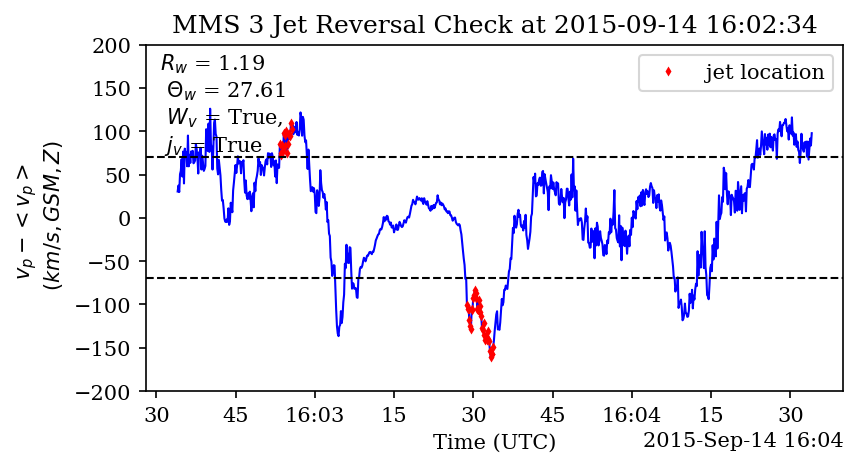 MMS 3 Jet Reversal Check at 2015-09-14 16:02:34
R_w = 1.19
Θ_w = 27.61
W_v = True,
j_v = True
jet location
200
150
100
50
0
−50
−100
−150
−200
v_p − < v_p >
(km/s, GSM, Z)
30 45 16:03 15 30 45 16:04 15 30
Time (UTC)
2015-Sep-14 16:04